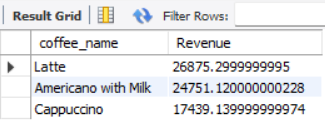 Result Grid Filter Rows:
coffee_name Revenue
Latte 26875.2999999995
Americano with Milk 24751.120000000228
Cappuccino 17439.139999999974